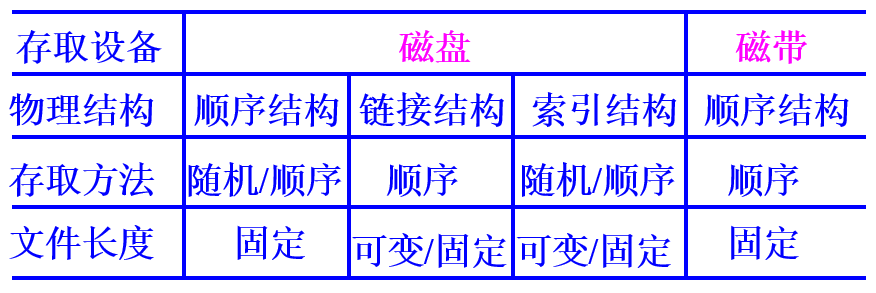 存取设备 磁盘 磁带
物理结构 顺序结构 链接结构 索引结构 顺序结构
存取方法 随机/顺序 顺序 随机/顺序 顺序
文件长度 固定 可变/固定 可变/固定 固定